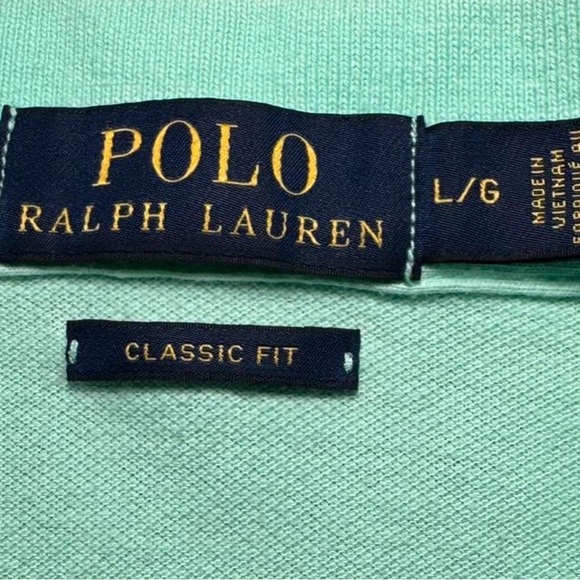 POLO
RALPH LAUREN
L/G
MADE IN
VIETNAM
CLASSIC FIT